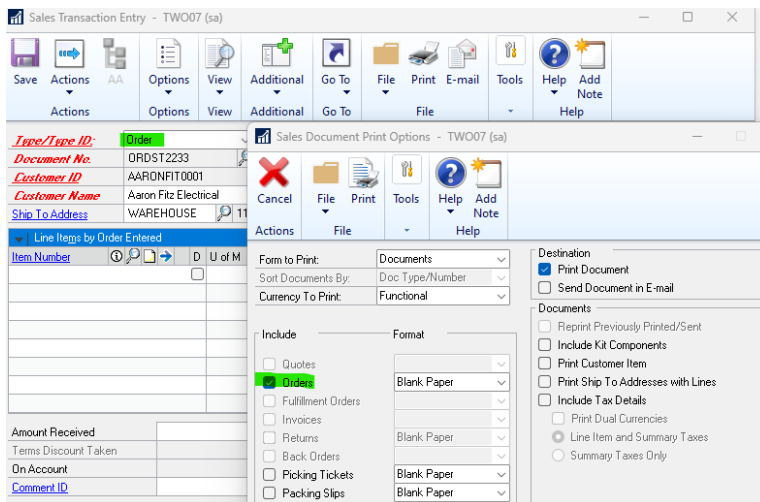 Sales Transaction Entry - TWO07 (sa)
Save Actions AA Options View Additional Go To File Print E-mail Tools Help Add Note
Actions Options View Additional Go To File Help
Type/Type ID: Order
Document No. ORDST2233
Customer ID AARONFIT0001
Customer Name Aaron Fitz Electrical
Ship To Address WAREHOUSE 11
Line Items by Order Entered
Item Number D U of M
Amount Received
Terms Discount Taken
On Account
Comment ID
Sales Document Print Options - TWO07 (sa)
Cancel File Print Tools Help Add Note
Actions File Help
Form to Print: Documents
Sort Documents By: Doc Type/Number
Currency To Print: Functional
Include Format
Quotes
Orders Blank Paper
Fulfillment Orders
Invoices
Returns Blank Paper
Back Orders
Picking Tickets Blank Paper
Packing Slips Blank Paper
Destination
Print Document
Send Document in E-mail
Documents
Reprint Previously Printed/Sent
Include Kit Components
Print Customer Item
Print Ship To Addresses with Lines
Include Tax Details
Print Dual Currencies
Line Item and Summary Taxes
Summary Taxes Only